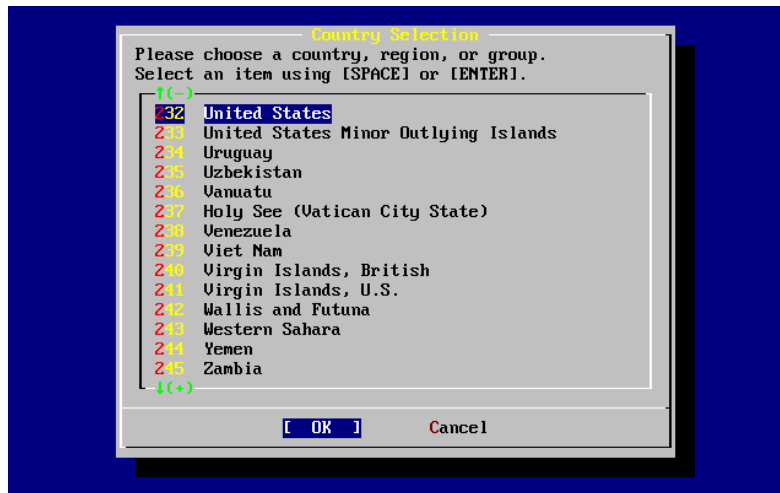 Country Selection
Please choose a country, region, or group.
Select an item using [SPACE] or [ENTER].
↑(-)
232 United States
233 United States Minor Outlying Islands
234 Uruguay
235 Uzbekistan
236 Vanuatu
237 Holy See (Vatican City State)
238 Venezuela
239 Viet Nam
240 Virgin Islands, British
241 Virgin Islands, U.S.
242 Wallis and Futuna
243 Western Sahara
244 Yemen
245 Zambia
↓(+)
[ OK ] Cancel